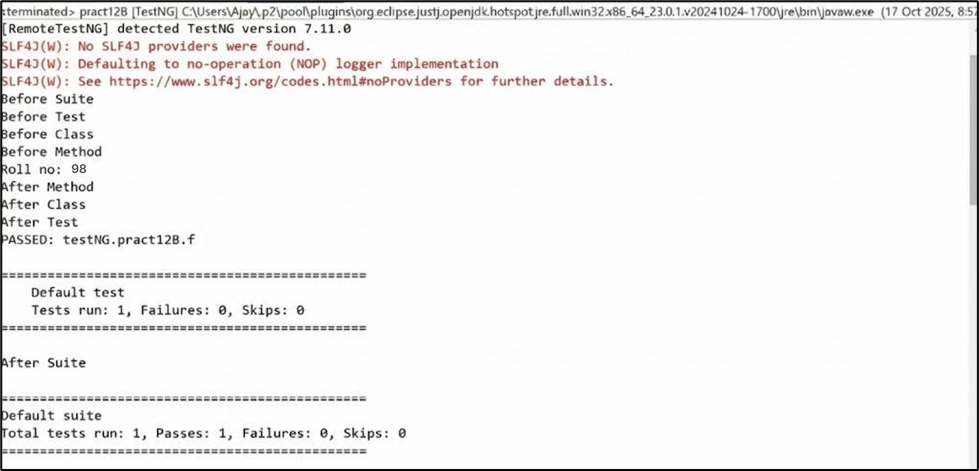 terminated> pract12B [TestNG] C:\Users\Ajay\.p2\pool\plugins\org.eclipse.justj.openjdk.hotspot.jre.full.win32.x86_64_23.0.1.v20241024-1700\jre\bin\javaw.exe (17 Oct 2025, 8:57
[RemoteTestNG] detected TestNG version 7.11.0
SLF4J(W): No SLF4J providers were found.
SLF4J(W): Defaulting to no-operation (NOP) logger implementation
SLF4J(W): See https://www.slf4j.org/codes.html#noProviders for further details.
Before Suite
Before Test
Before Class
Before Method
Roll no: 98
After Method
After Class
After Test
PASSED: testNG.pract12B.f
===============================================
Default test
Tests run: 1, Failures: 0, Skips: 0
===============================================
After Suite
===============================================
Default suite
Total tests run: 1, Passes: 1, Failures: 0, Skips: 0
===============================================